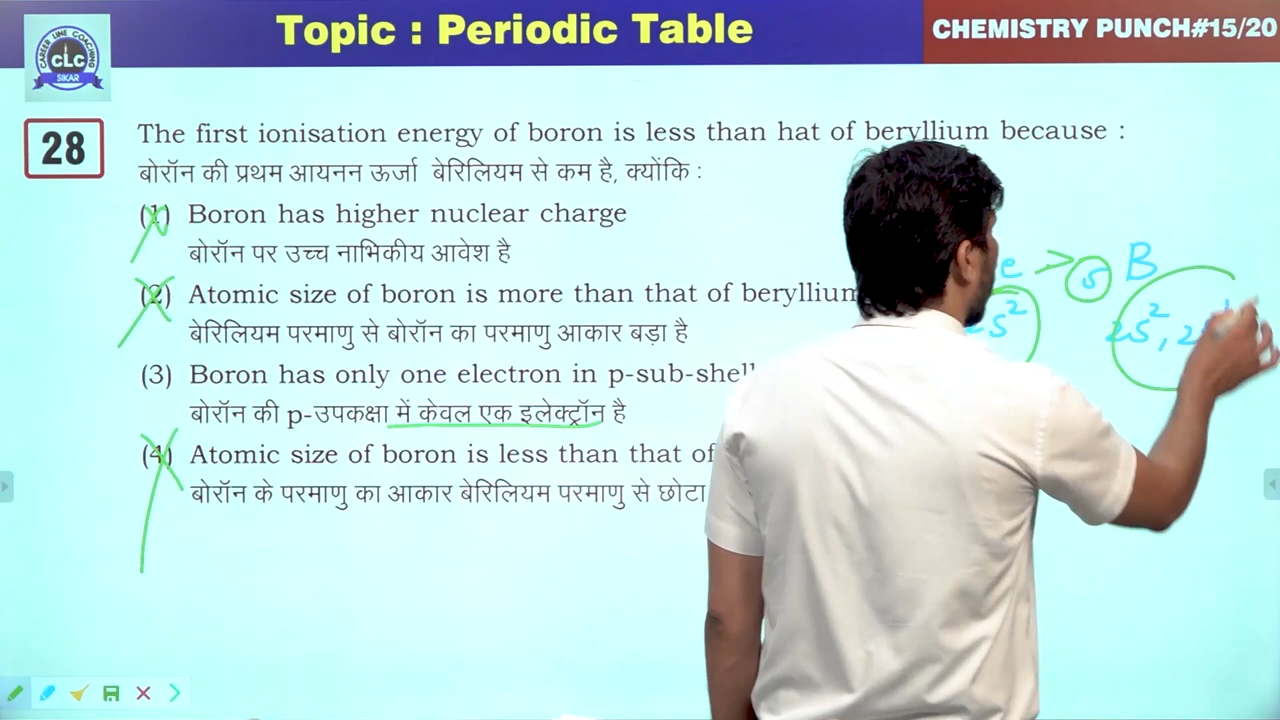 Topic : Periodic Table
CHEMISTRY PUNCH#15/20
CAREER LINE COACHING
CLC
SIKAR
28
The first ionisation energy of boron is less than hat of beryllium because :
बोरॉन की प्रथम आयनन ऊर्जा बेरिलियम से कम है, क्योंकि :
(1) Boron has higher nuclear charge
बोरॉन पर उच्च नाभिकीय आवेश है
(2) Atomic size of boron is more than that of beryllium
बेरिलियम परमाणु से बोरॉन का परमाणु आकार बड़ा है
(3) Boron has only one electron in p-sub-shell
बोरॉन की p-उपकक्षा में केवल एक इलेक्ट्रॉन है
(4) Atomic size of boron is less than that of
बोरॉन के परमाणु का आकार बेरिलियम परमाणु से छोटा
e > B
2s² 2s², 2